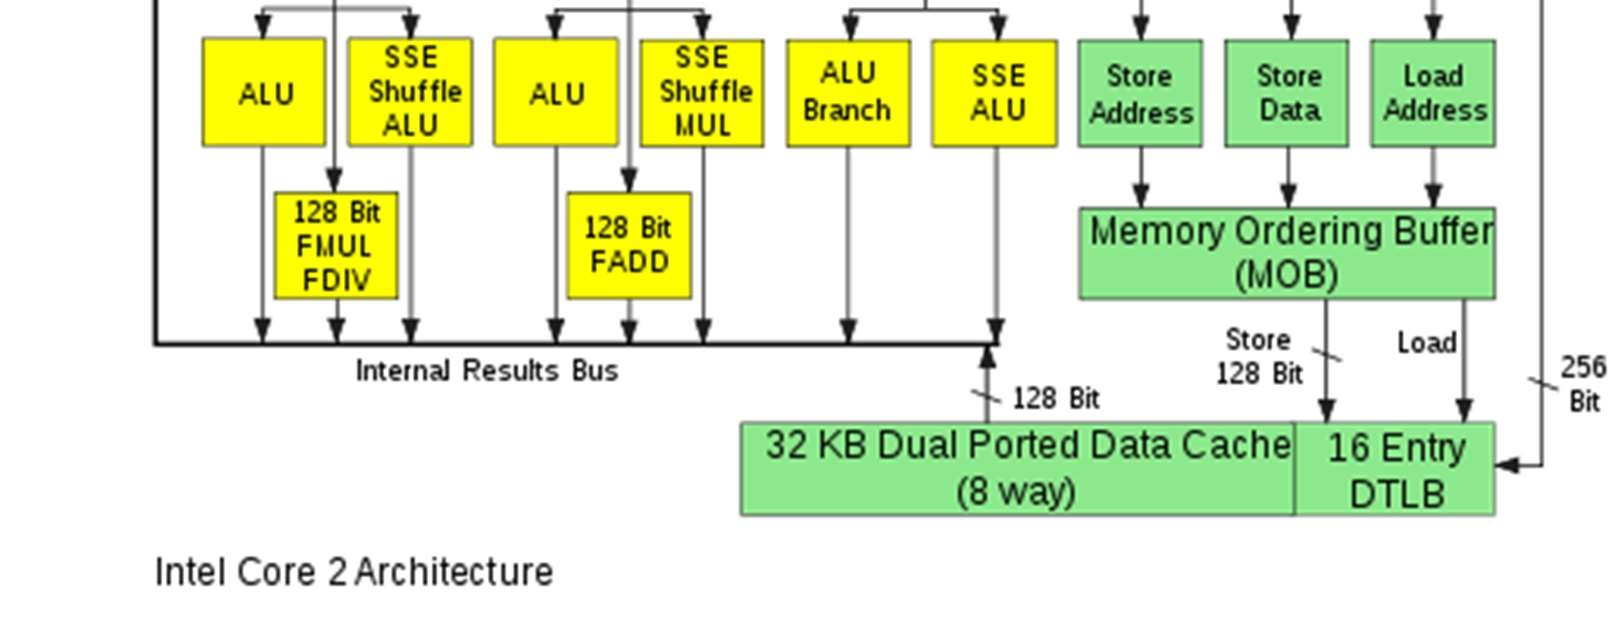 ALU
SSE
Shuffle
ALU
ALU
SSE
Shuffle
MUL
ALU
Branch
SSE
ALU
Store
Address
Store
Data
Load
Address
128 Bit
FMUL
FDIV
128 Bit
FADD
Memory Ordering Buffer
(MOB)
Internal Results Bus
Store
128 Bit
Load
256
Bit
128 Bit
32 KB Dual Ported Data Cache
(8 way)
16 Entry
DTLB
Intel Core 2 Architecture